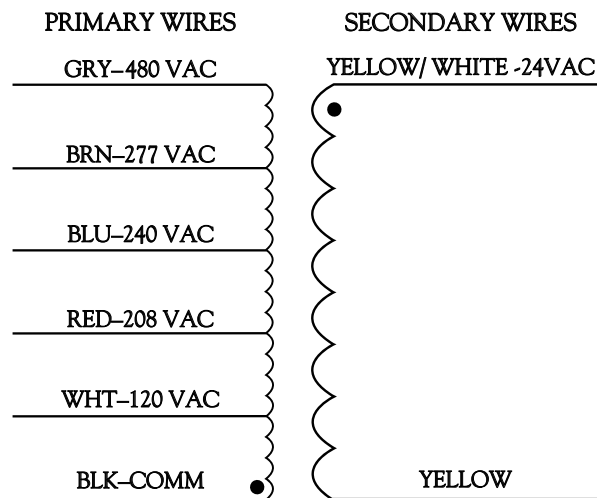 PRIMARY WIRES
GRY–480 VAC
BRN–277 VAC
BLU–240 VAC
RED–208 VAC
WHT–120 VAC
BLK–COMM
SECONDARY WIRES
YELLOW/ WHITE -24VAC
YELLOW